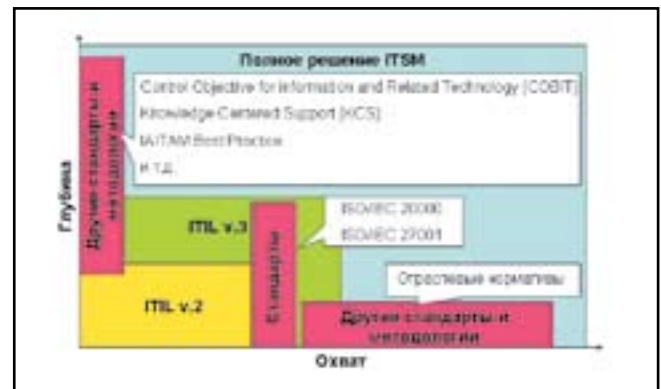 Полное решение ITSM
Control Objective for Information and Related Technology (COBIT)
Knowledge-Centered Support (KCS)
IAITAM Best Practice
и т.д.
Другие стандарты и
методологии
Глубина
ITIL v.3
ISO/IEC 20000
ISO/IEC 27001
Стандарты
ITIL v.2
Отраслевые нормативы
Другие стандарты и
методологии
Охват